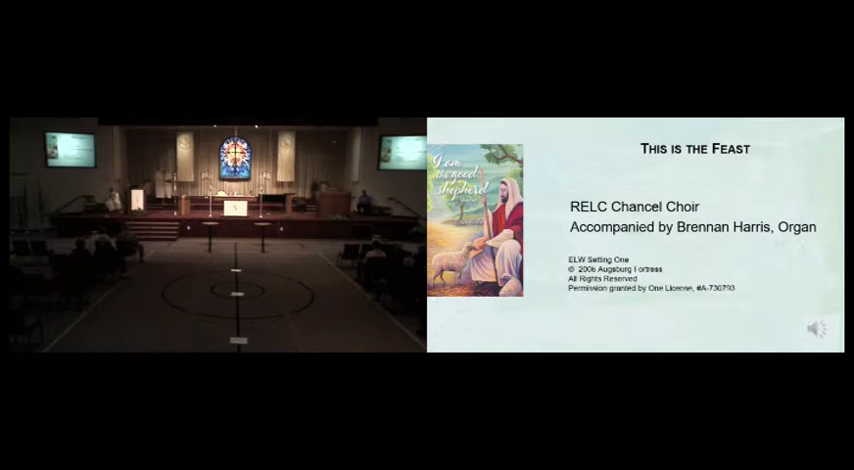 I am
the good
shepherd
THIS IS THE FEAST
RELC Chancel Choir
Accompanied by Brennan Harris, Organ
ELW Setting One
© 2006 Augsburg Fortress
All Rights Reserved
Permission granted by One License, #A-730793